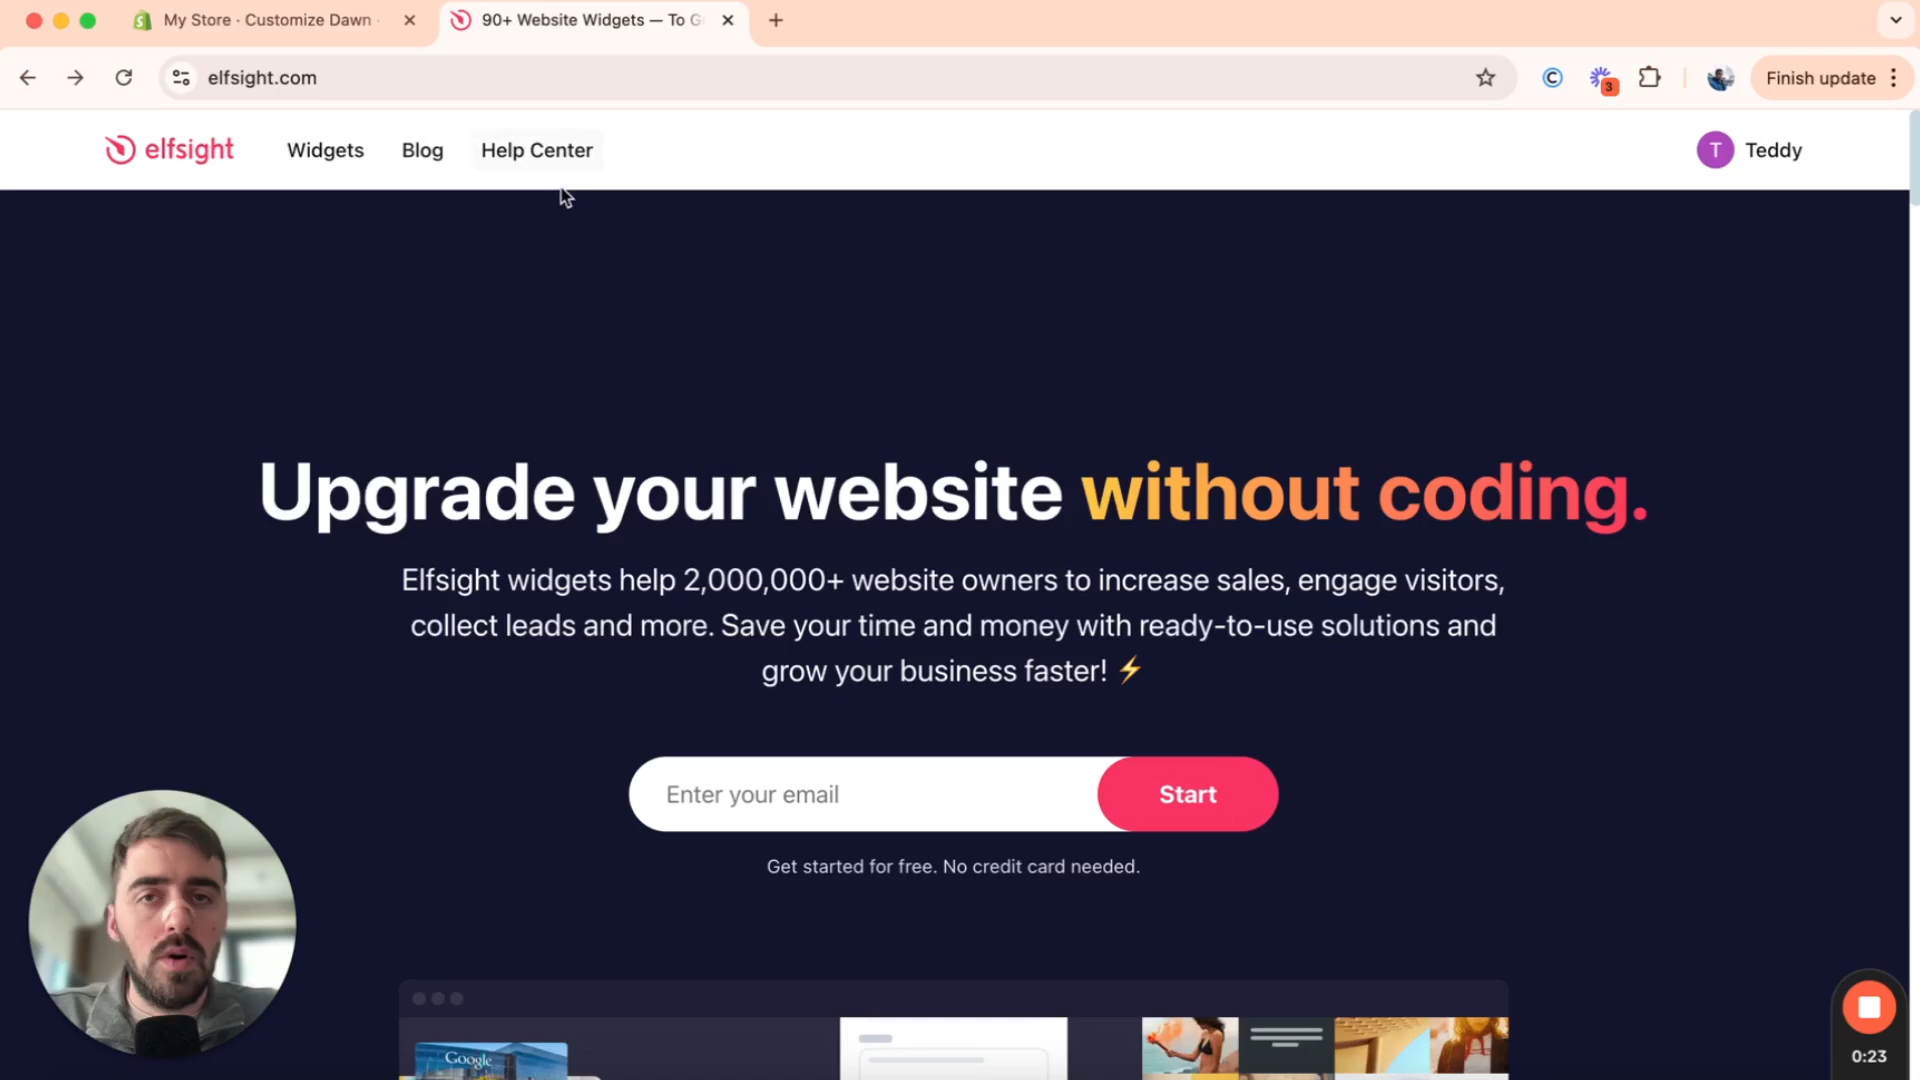 My Store · Customize Dawn ·
90+ Website Widgets — To G
elfsight.com
3
Finish update
elfsight
Widgets
Blog
Help Center
T
Teddy
Upgrade your website without coding.
Elfsight widgets help 2,000,000+ website owners to increase sales, engage visitors,
collect leads and more. Save your time and money with ready-to-use solutions and
grow your business faster! ⚡
Enter your email
Start
Get started for free. No credit card needed.
Google
0:23